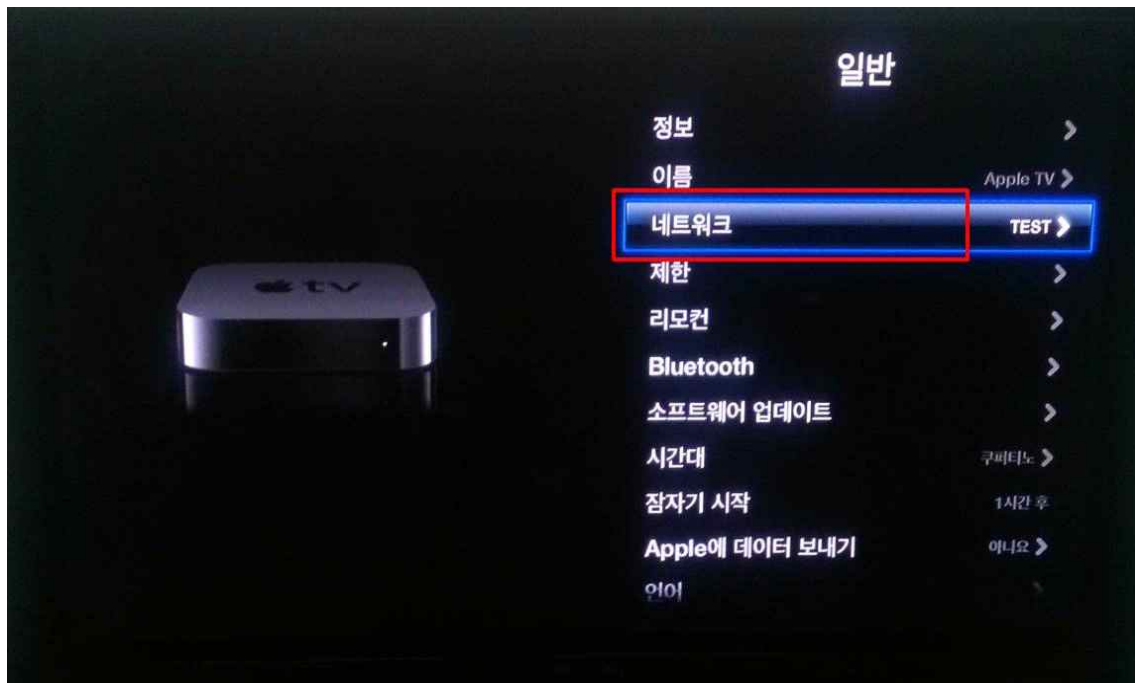 일반
정보
이름 Apple TV
네트워크 TEST
제한
리모컨
Bluetooth
소프트웨어 업데이트
시간대 쿠퍼티노
잠자기 시작 1시간 후
Apple에 데이터 보내기 아니요
언어
tv